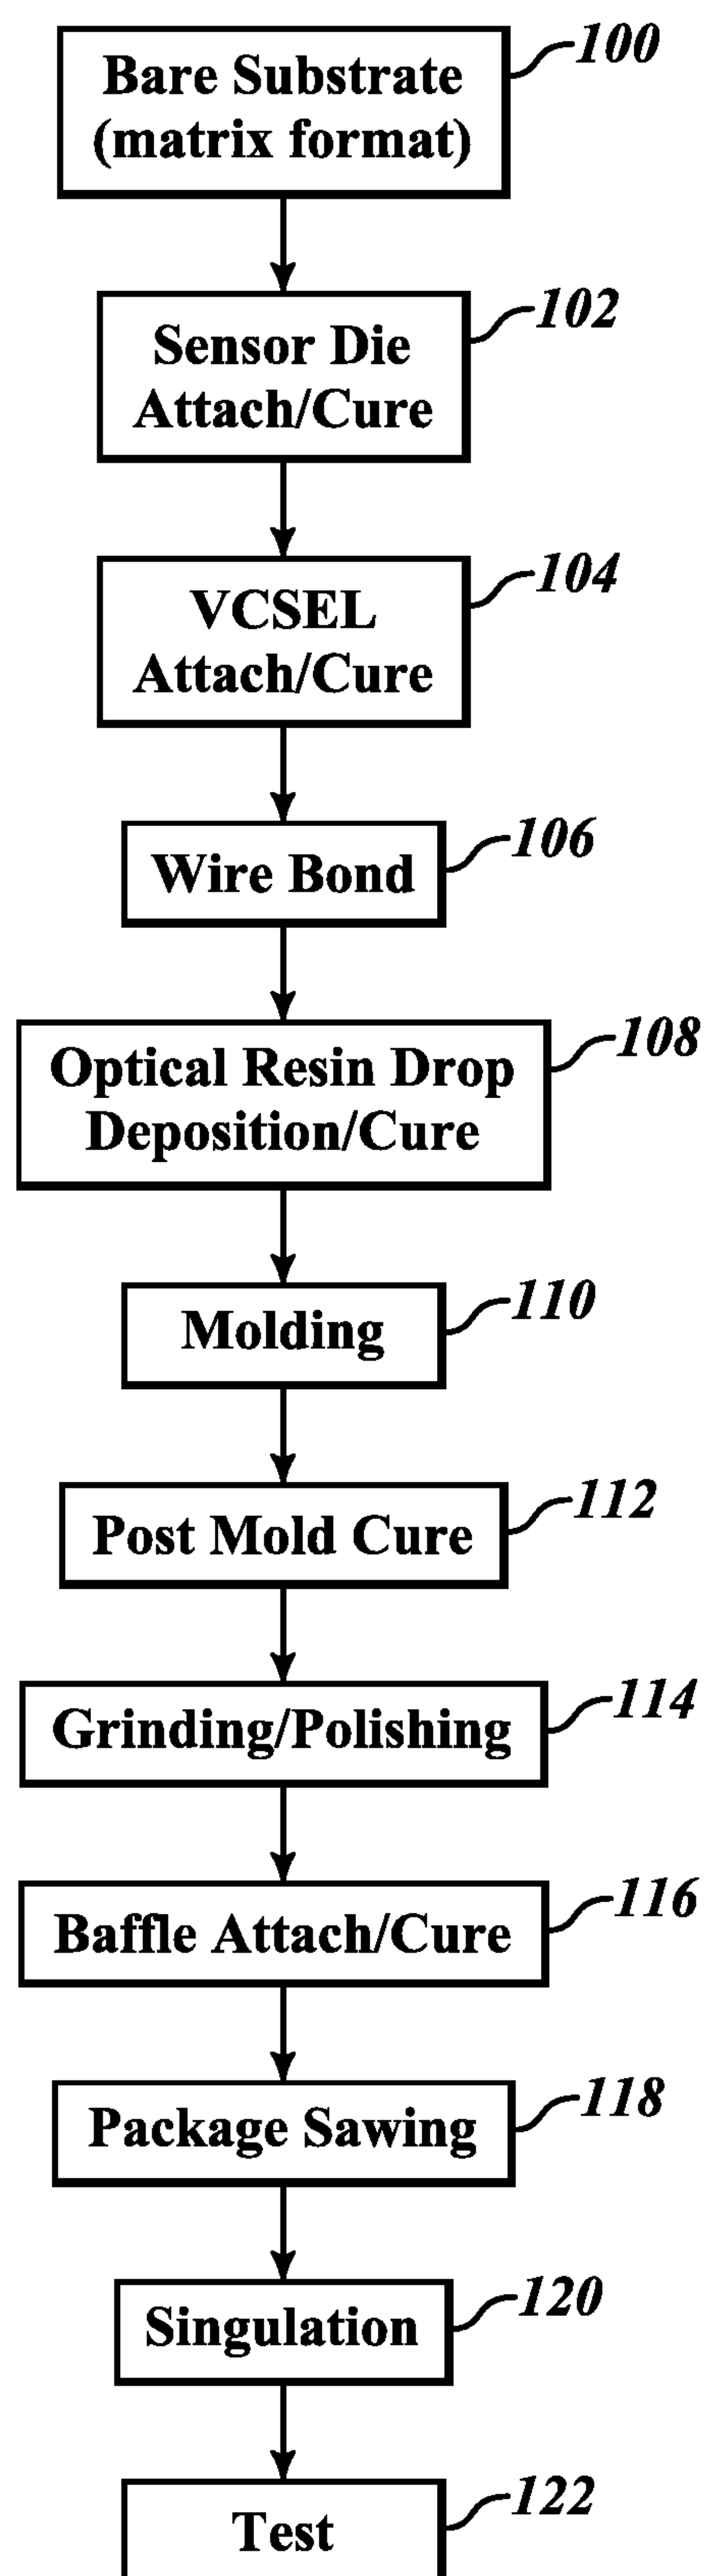 100
Bare Substrate
(matrix format)
102
Sensor Die
Attach/Cure
104
VCSEL
Attach/Cure
106
Wire Bond
108
Optical Resin Drop
Deposition/Cure
110
Molding
112
Post Mold Cure
114
Grinding/Polishing
116
Baffle Attach/Cure
118
Package Sawing
120
Singulation
122
Test